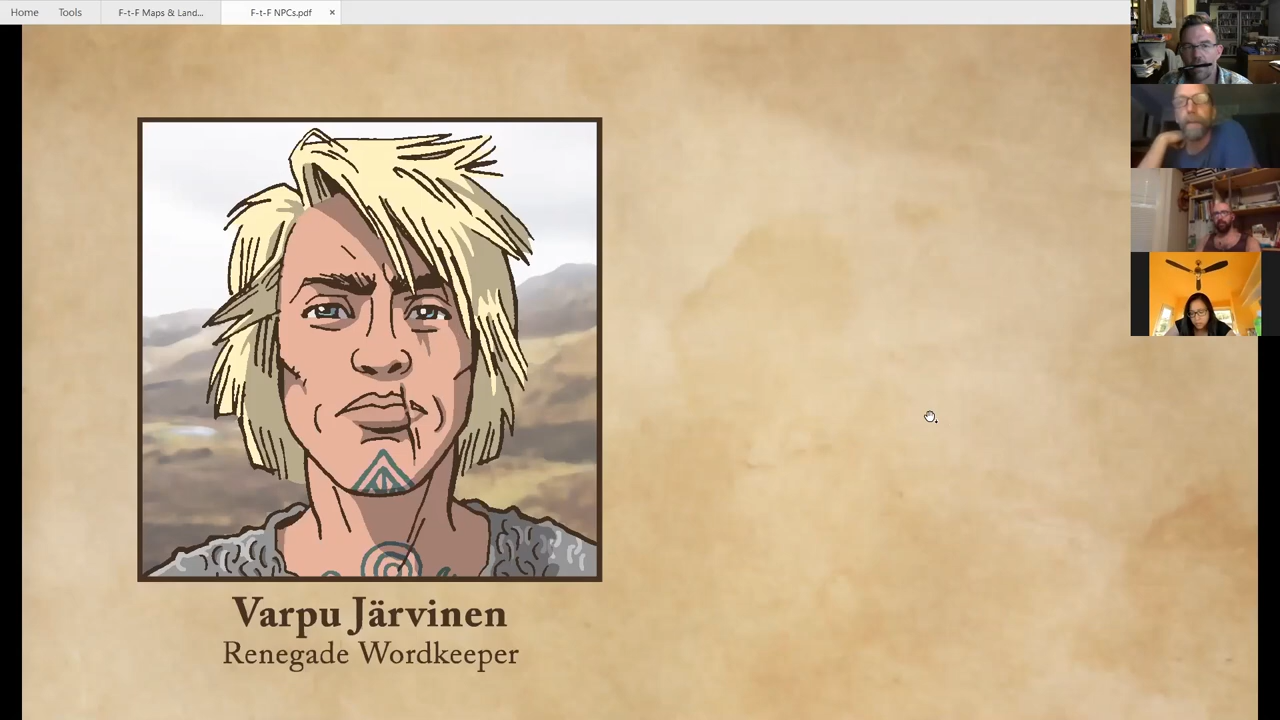 Home Tools F-t-F Maps & Land... F-t-F NPCs.pdf ×
Varpu Järvinen
Renegade Wordkeeper